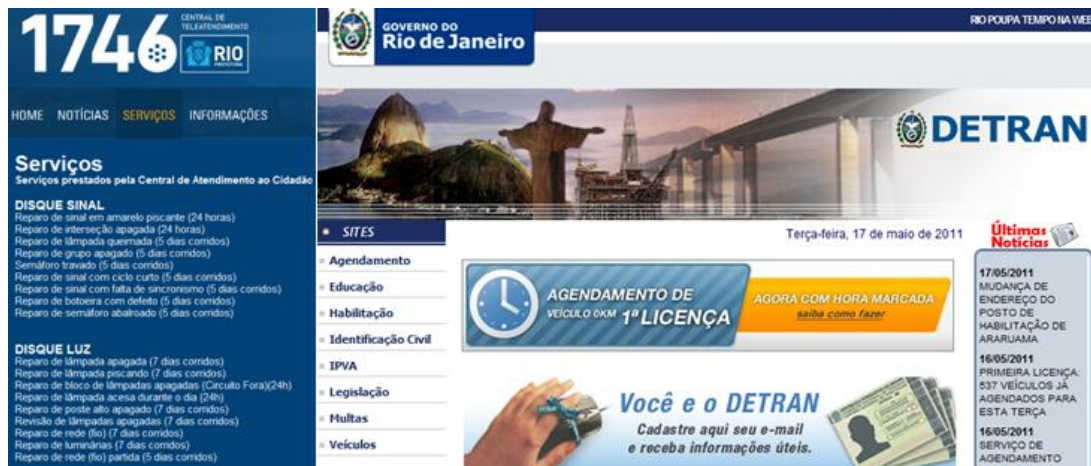 1746
CENTRAL DE
TELEATENDIMENTO
RIO
PREFEITURA
HOME NOTÍCIAS SERVIÇOS INFORMAÇÕES
Serviços
Serviços prestados pela Central de Atendimento ao Cidadão
DISQUE SINAL
Reparo de sinal em amarelo piscante (24 horas)
Reparo de interseção apagada (24 horas)
Reparo de lâmpada queimada (5 dias corridos)
Reparo de grupo apagado (5 dias corridos)
Semáforo travado (5 dias corridos)
Reparo de sinal com ciclo curto (5 dias corridos)
Reparo de sinal com falta de sincronismo (5 dias corridos)
Reparo de botoeira com defeito (5 dias corridos)
Reparo de semáforo abalroado (5 dias corridos)
DISQUE LUZ
Reparo de lâmpada apagada (7 dias corridos)
Reparo de lâmpada piscando (7 dias corridos)
Reparo de bloco de lâmpadas apagadas (Circuito Fora)(24h)
Reparo de lâmpada acesa durante o dia (24h)
Reparo de poste alto apagado (7 dias corridos)
Revisão de lâmpadas apagadas (7 dias corridos)
Reparo de rede (fio) (7 dias corridos)
Reparo de luminárias (7 dias corridos)
Reparo de rede (fio) partida (5 dias corridos)
GOVERNO DO
Rio de Janeiro
RIO POUPA TEMPO NA WEB
DETRAN
SITES
Agendamento
Educação
Habilitação
Identificação Civil
IPVA
Legislação
Multas
Veículos
Terça-feira, 17 de maio de 2011
AGENDAMENTO DE
VEÍCULO 0KM 1ª LICENÇA
AGORA COM HORA MARCADA
saiba como fazer
Você e o DETRAN
Cadastre aqui seu e-mail
e receba informações úteis.
Últimas
Notícias
17/05/2011
MUDANÇA DE
ENDEREÇO DO
POSTO DE
HABILITAÇÃO DE
ARARUAMA
16/05/2011
PRIMEIRA LICENÇA:
537 VEÍCULOS JÁ
AGENDADOS PARA
ESTA TERÇA
16/05/2011
SERVIÇO DE
AGENDAMENTO